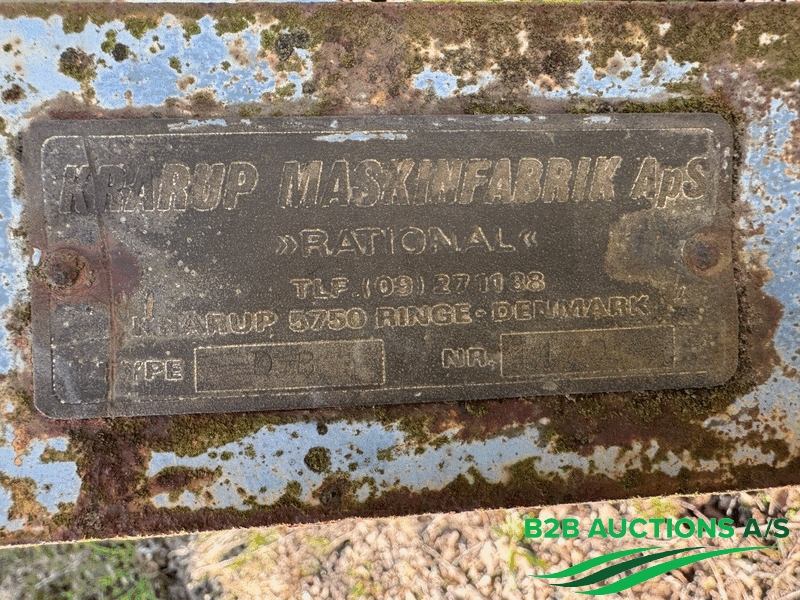 KRARUP MASKINFABRIK ApS
»RATIONAL«
TLF. (09) 27 11 88
KRARUP 5750 RINGE - DENMARK
TYPE
NR.
B2B AUCTIONS A/S